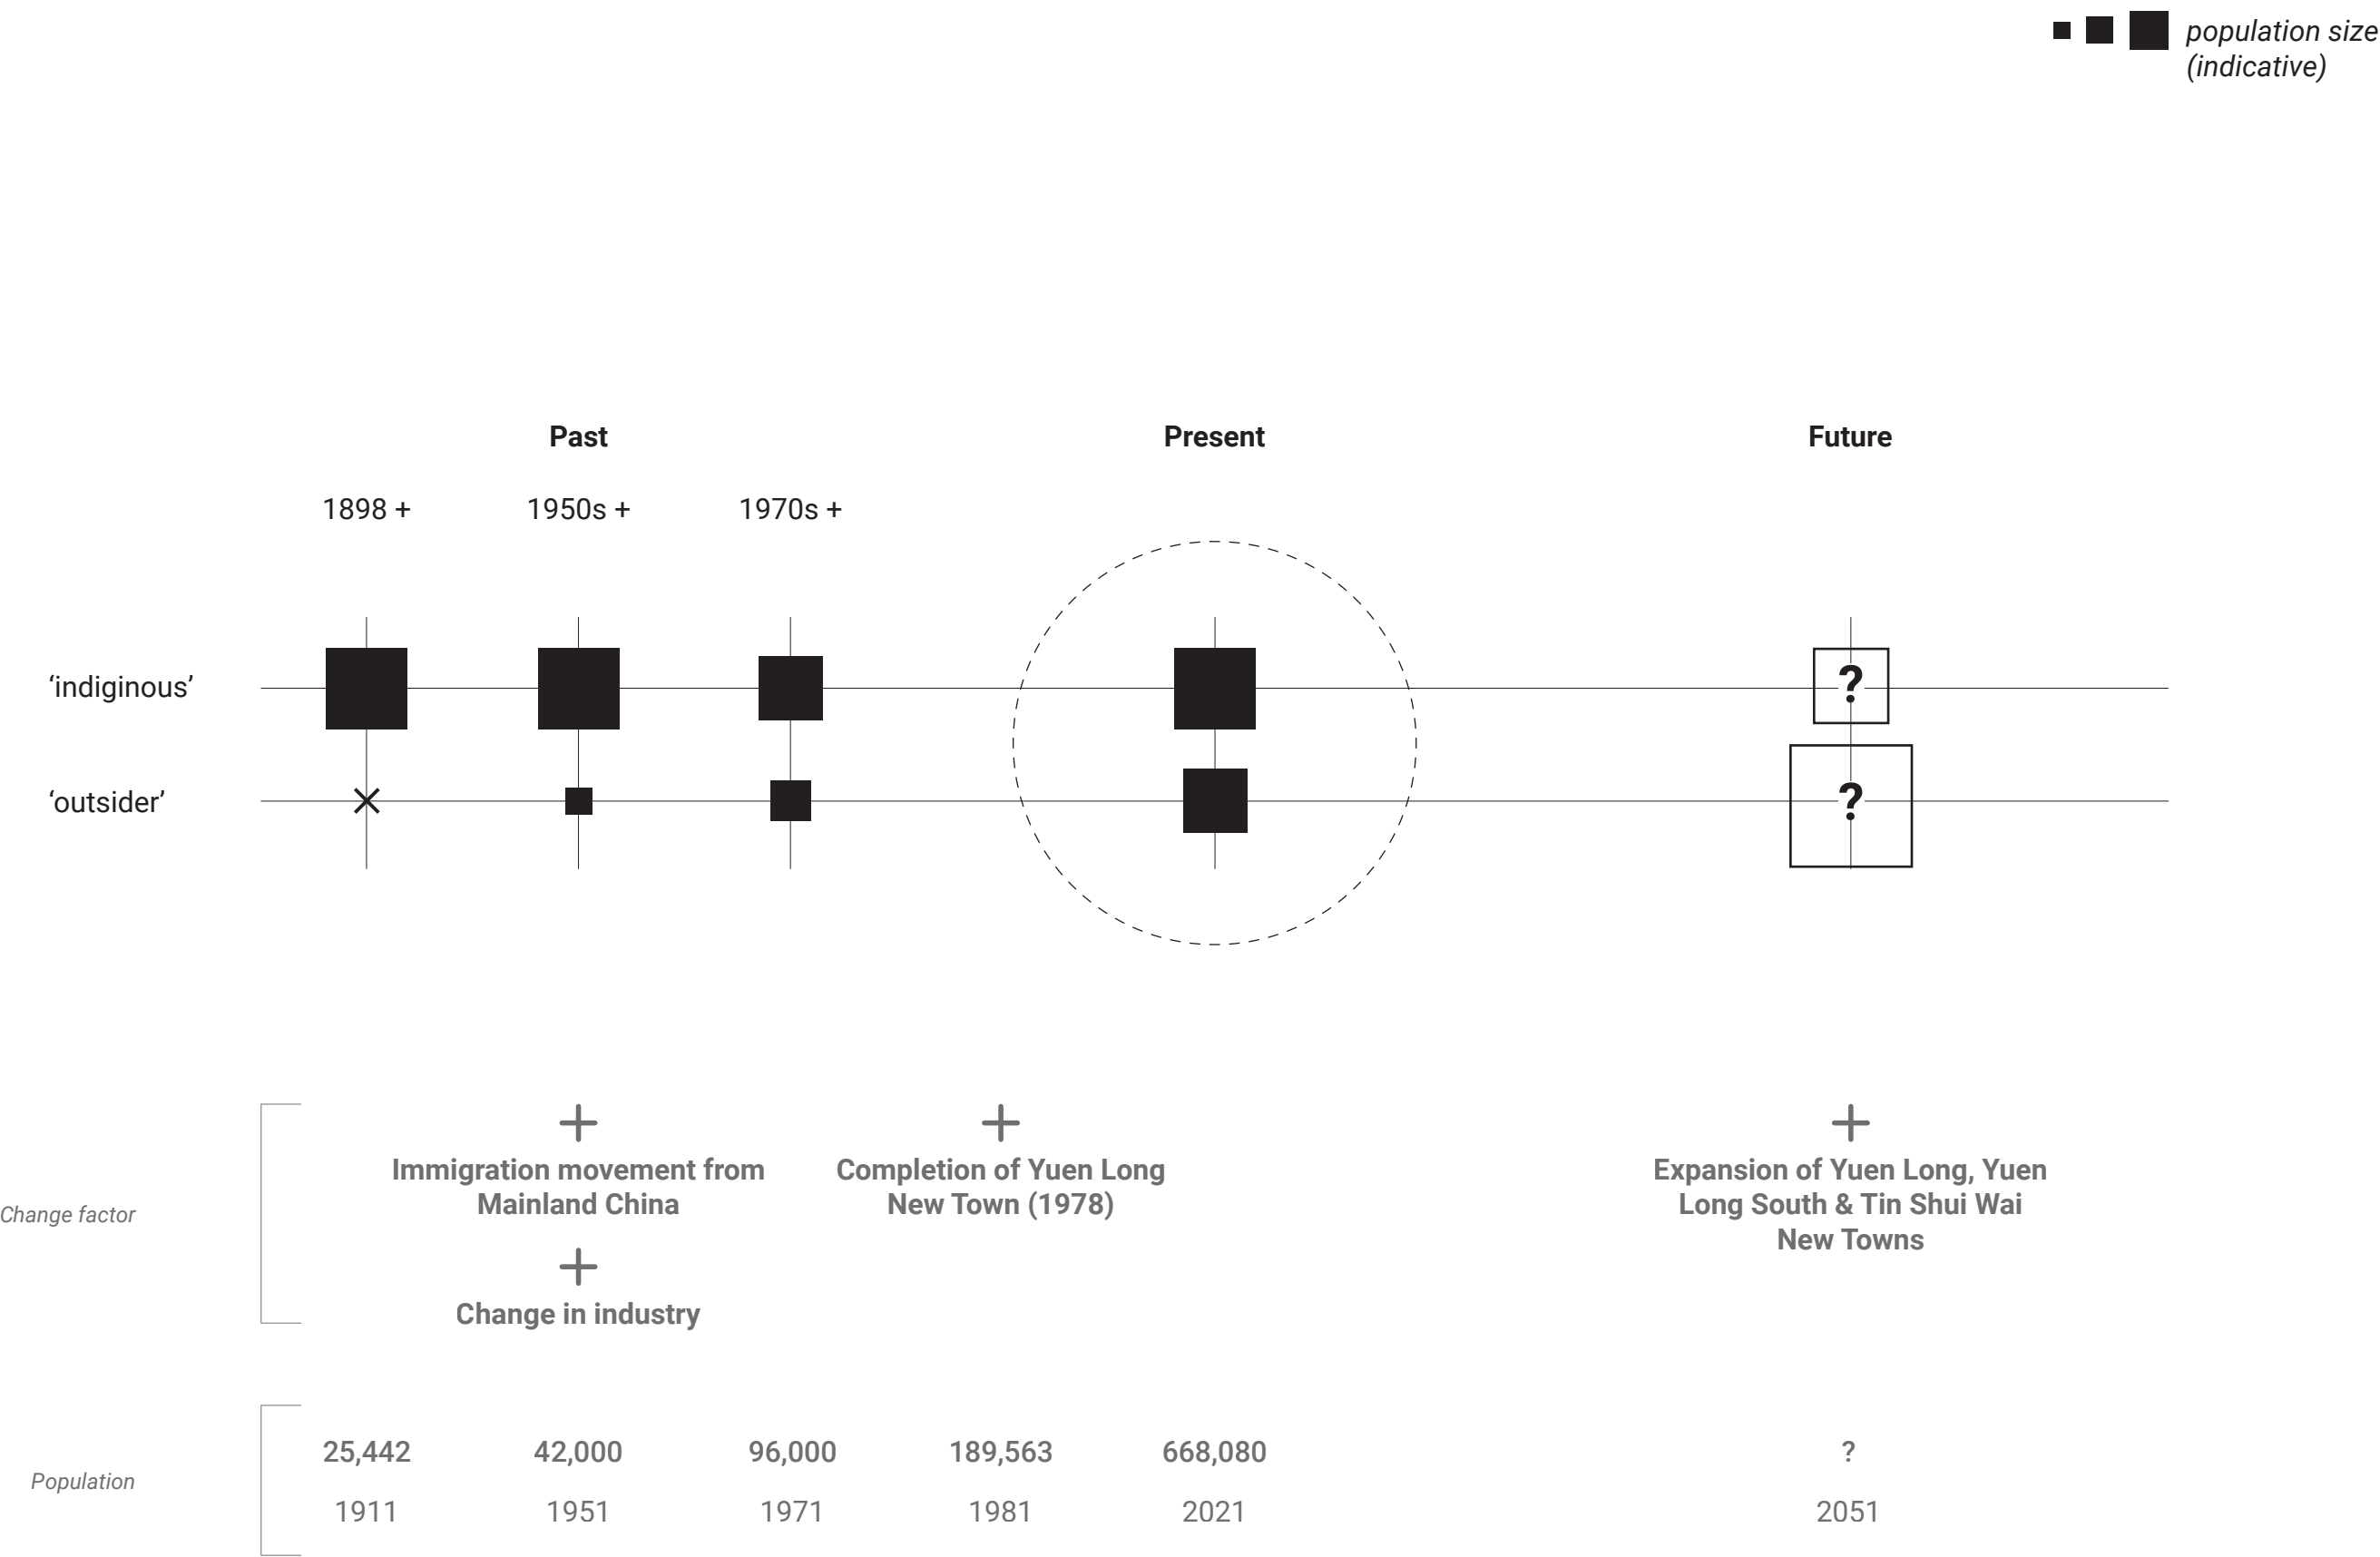 population size
(indicative)
Past
Present
Future
1898 +
1950s +
1970s +
‘indiginous’
?
‘outsider’
?
Change factor
Immigration movement from
Mainland China
Change in industry
Completion of Yuen Long
New Town (1978)
Expansion of Yuen Long, Yuen
Long South & Tin Shui Wai
New Towns
Population
25,442
42,000
96,000
189,563
668,080
?
1911
1951
1971
1981
2021
2051